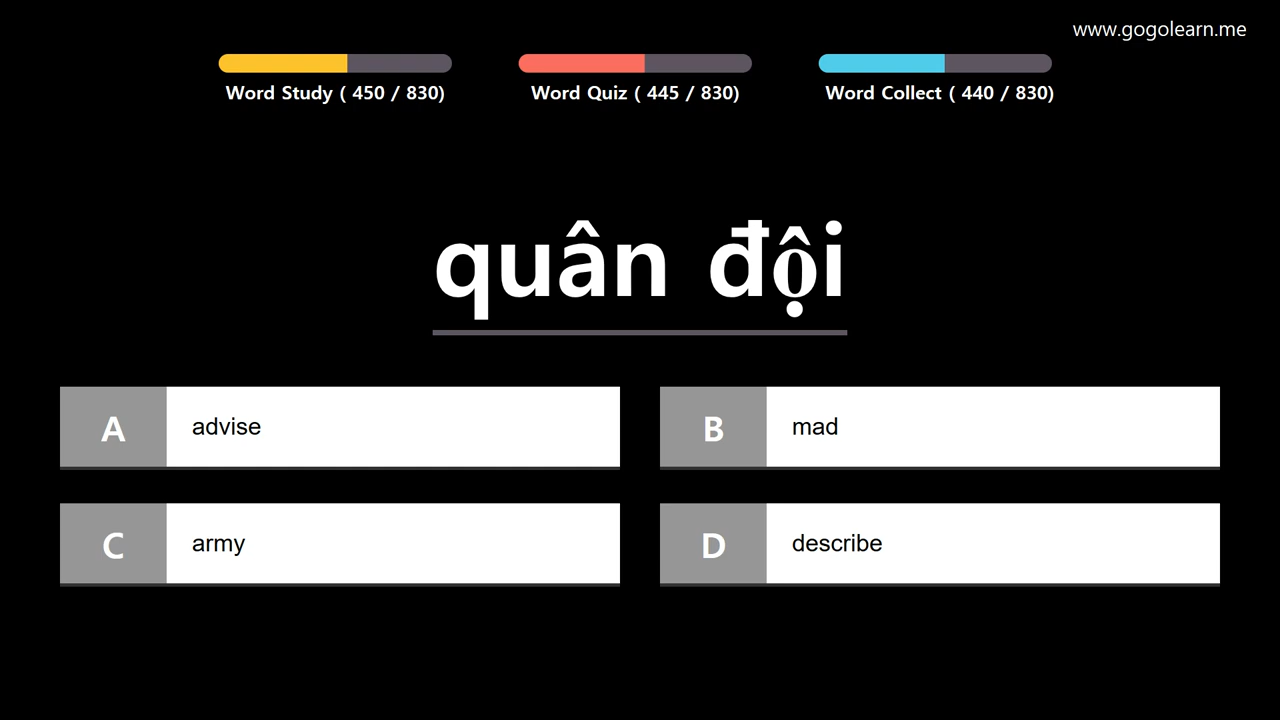 www.gogolearn.me
Word Study ( 450 / 830)
Word Quiz ( 445 / 830)
Word Collect ( 440 / 830)
quân đội
A advise
B mad
C army
D describe